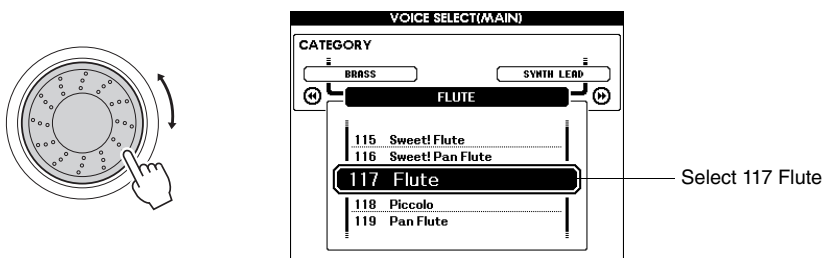 VOICE SELECT(MAIN)
CATEGORY
BRASS
SYNTH LEAD
FLUTE
115 Sweet! Flute
116 Sweet! Pan Flute
117 Flute
118 Piccolo
119 Pan Flute
Select 117 Flute